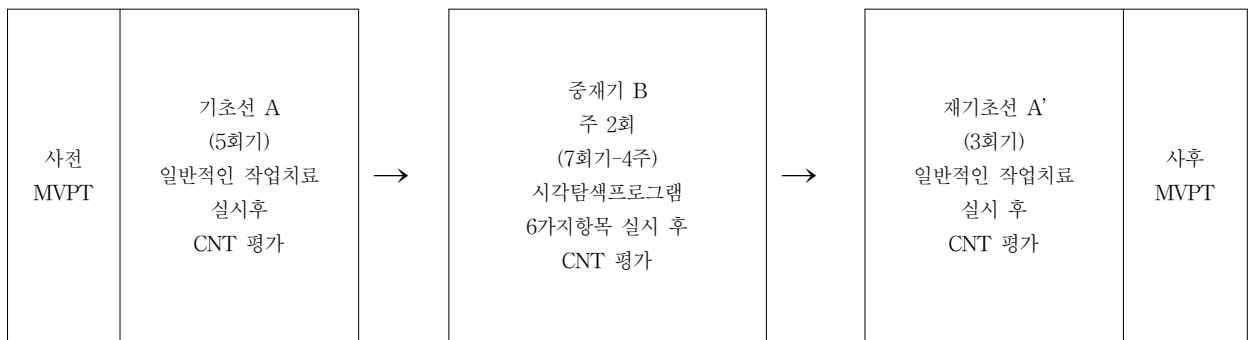 사전
MVPT
기초선 A
(5회기)
일반적인 작업치료
실시후
CNT 평가
→
중재기 B
주 2회
(7회기-4주)
시각탐색프로그램
6가지항목 실시 후
CNT 평가
→
재기초선 A’
(3회기)
일반적인 작업치료
실시 후
CNT 평가
사후
MVPT